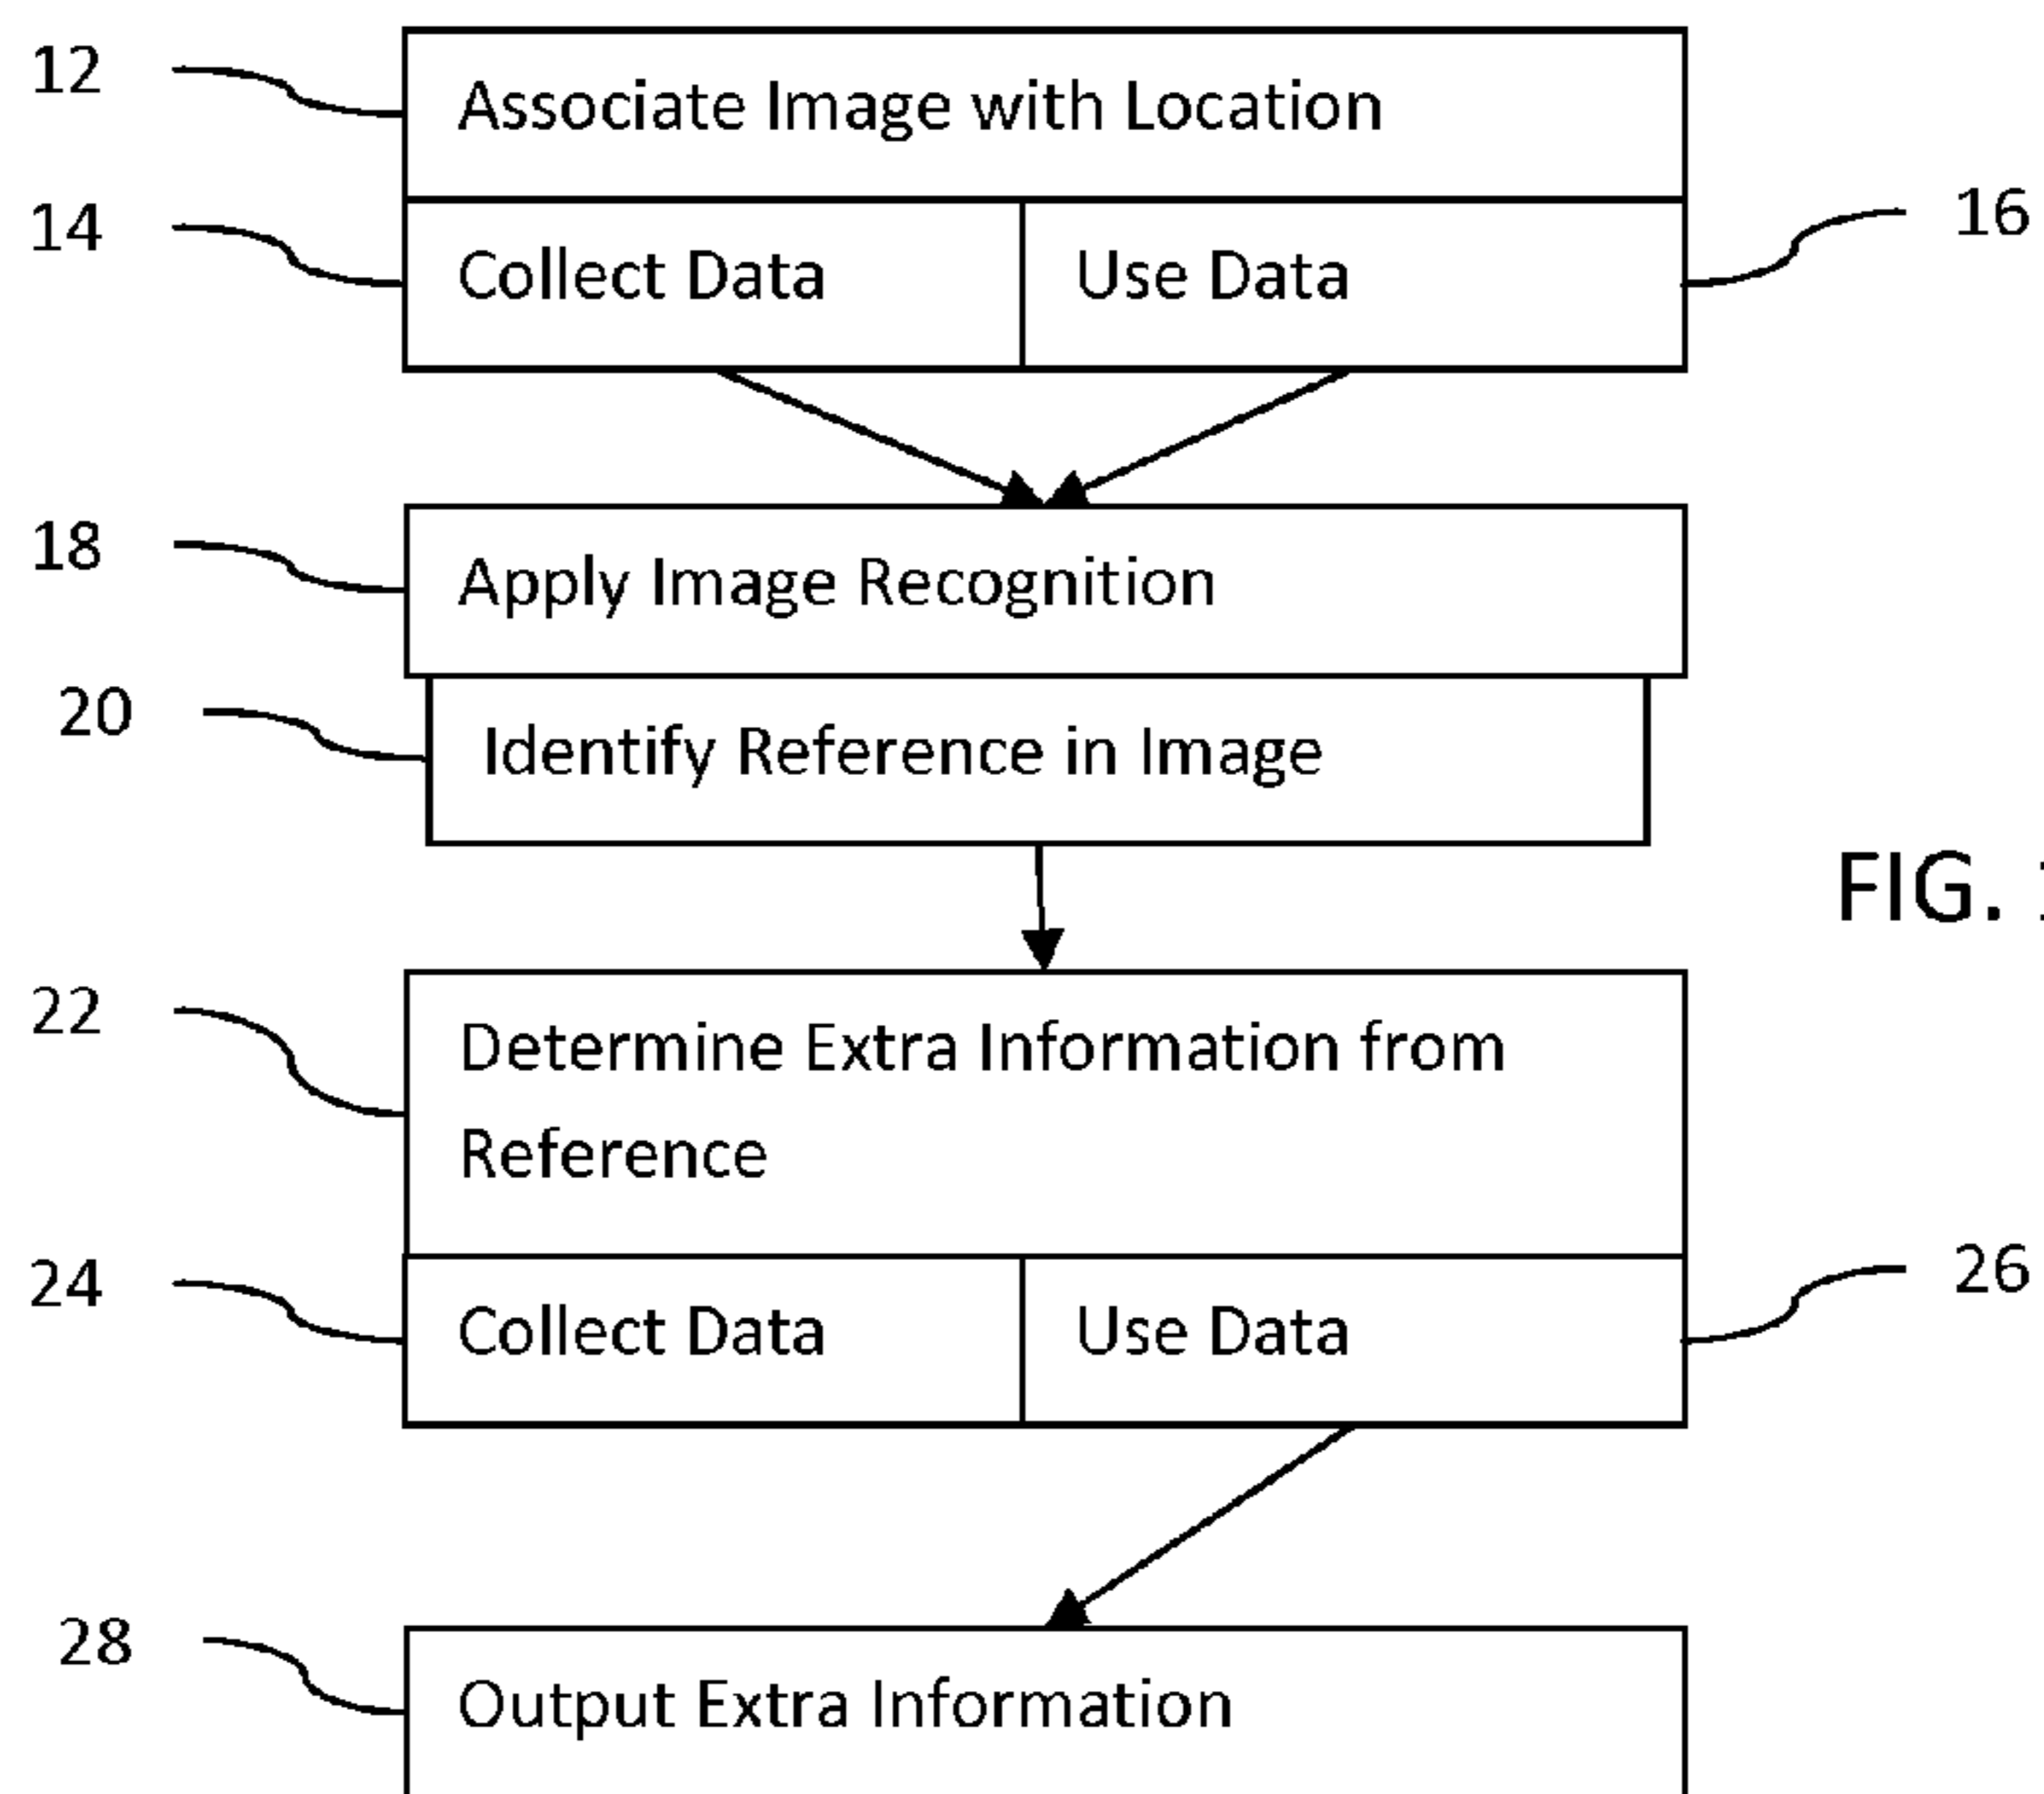 12
Associate Image with Location
14
Collect Data
Use Data
16
18
Apply Image Recognition
20
Identify Reference in Image
FIG.
22
Determine Extra Information from
Reference
24
Collect Data
Use Data
26
28
Output Extra Information